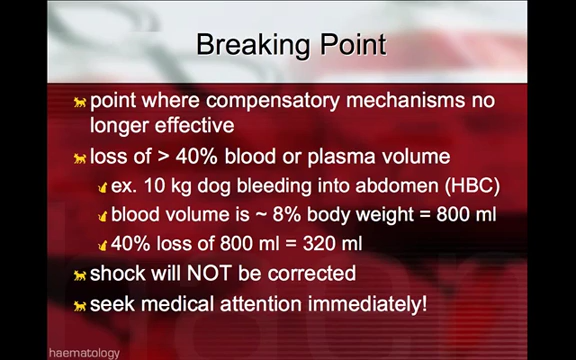 Breaking Point
point where compensatory mechanisms no
longer effective
loss of > 40% blood or plasma volume
ex. 10 kg dog bleeding into abdomen (HBC)
blood volume is ~ 8% body weight = 800 ml
40% loss of 800 ml = 320 ml
shock will NOT be corrected
seek medical attention immediately!
haematology